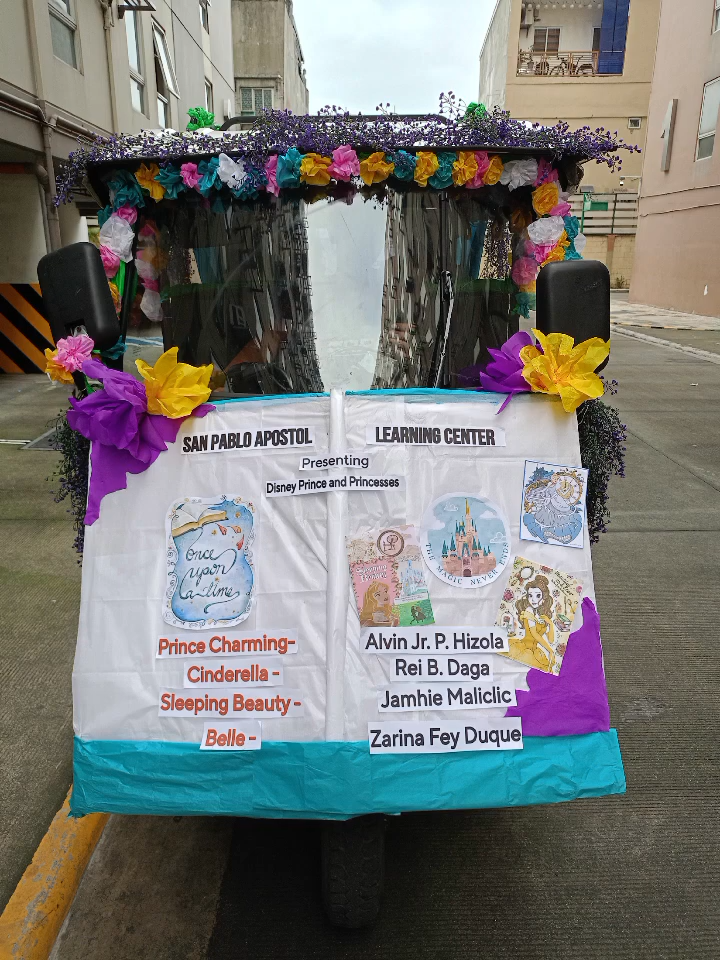 SAN PABLO APOSTOL LEARNING CENTER
Presenting
Disney Prince and Princesses
once
upon
a time
THE MAGIC NEVER ENDS
Prince Charming- Alvin Jr. P. Hizola
Cinderella - Rei B. Daga
Sleeping Beauty - Jamhie Maliclic
Belle - Zarina Fey Duque